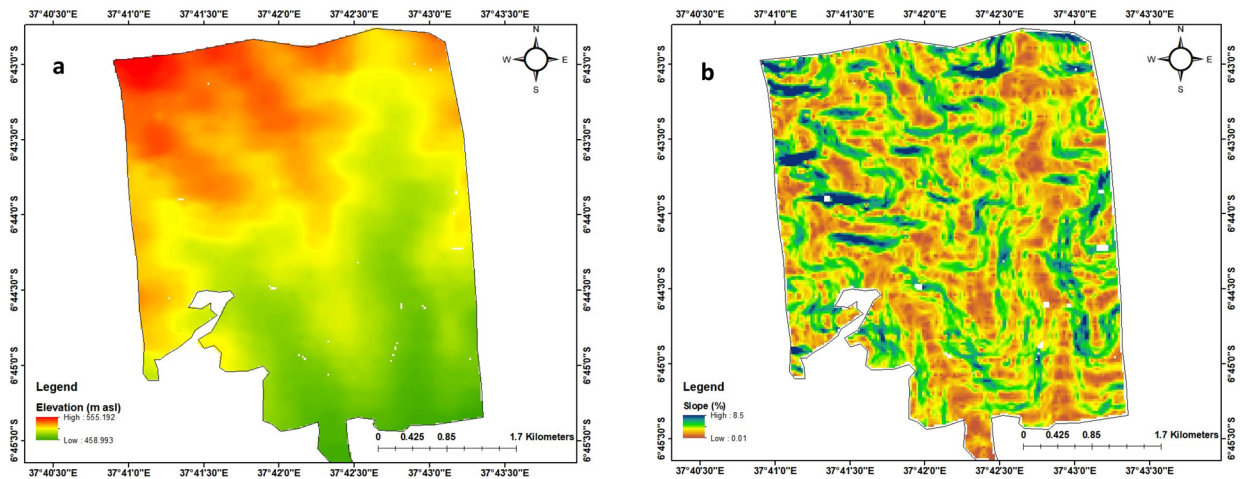 37°40'30"E 37°41'0"E 37°41'30"E 37°42'0"E 37°42'30"E 37°43'0"E 37°43'30"E
a
N
W E
S
6°43'0"S 6°43'0"S
6°43'30"S 6°43'30"S
6°44'0"S 6°44'0"S
6°44'30"S 6°44'30"S
6°45'0"S 6°45'0"S
6°45'30"S 6°45'30"S
Legend
Elevation (m asl)
High : 555.192
Low : 458.993
0 0.425 0.85 1.7 Kilometers
37°40'30"E 37°41'0"E 37°41'30"E 37°42'0"E 37°42'30"E 37°43'0"E 37°43'30"E
37°40'30"E 37°41'0"E 37°41'30"E 37°42'0"E 37°42'30"E 37°43'0"E 37°43'30"E
b
N
W E
S
6°43'0"S 6°43'0"S
6°43'30"S 6°43'30"S
6°44'0"S 6°44'0"S
6°44'30"S 6°44'30"S
6°45'0"S 6°45'0"S
6°45'30"S 6°45'30"S
Legend
Slope (%)
High : 8.5
Low : 0.01
0 0.425 0.85 1.7 Kilometers
37°40'30"E 37°41'0"E 37°41'30"E 37°42'0"E 37°42'30"E 37°43'0"E 37°43'30"E